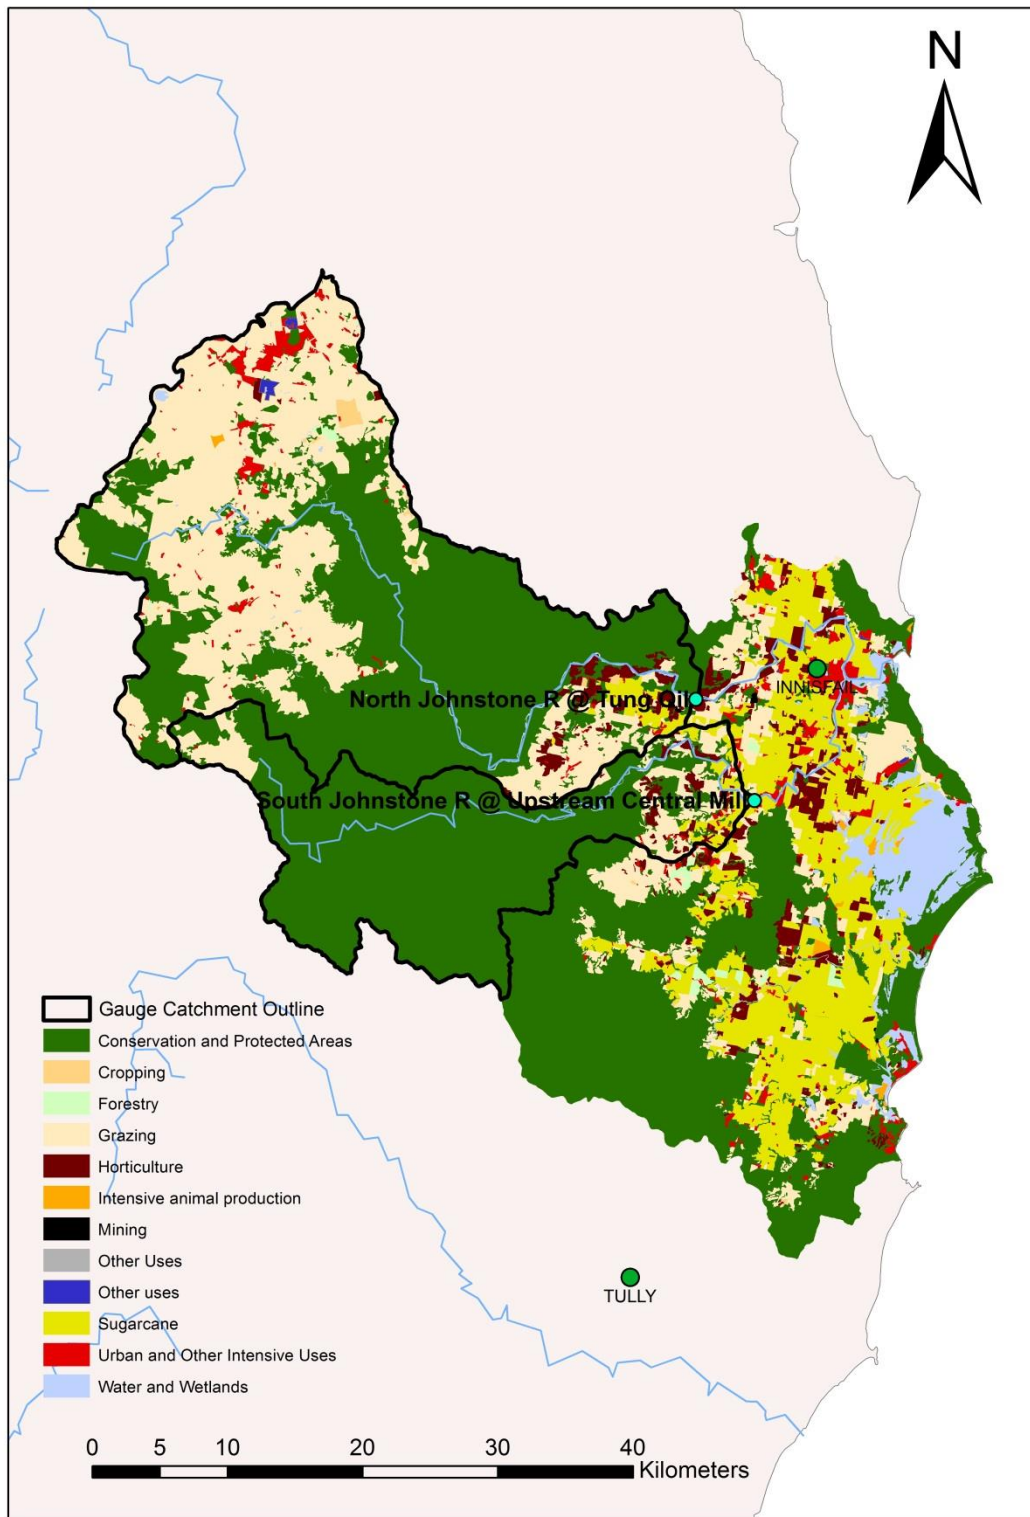 N
North Johnstone R @ Tung Oil
INNISFAIL
South Johnstone R @ Upstream Central Mill
Gauge Catchment Outline
Conservation and Protected Areas
Cropping
Forestry
Grazing
Horticulture
Intensive animal production
Mining
Other Uses
Other uses
Sugarcane
Urban and Other Intensive Uses
Water and Wetlands
TULLY
0 5 10 20 30 40
Kilometers